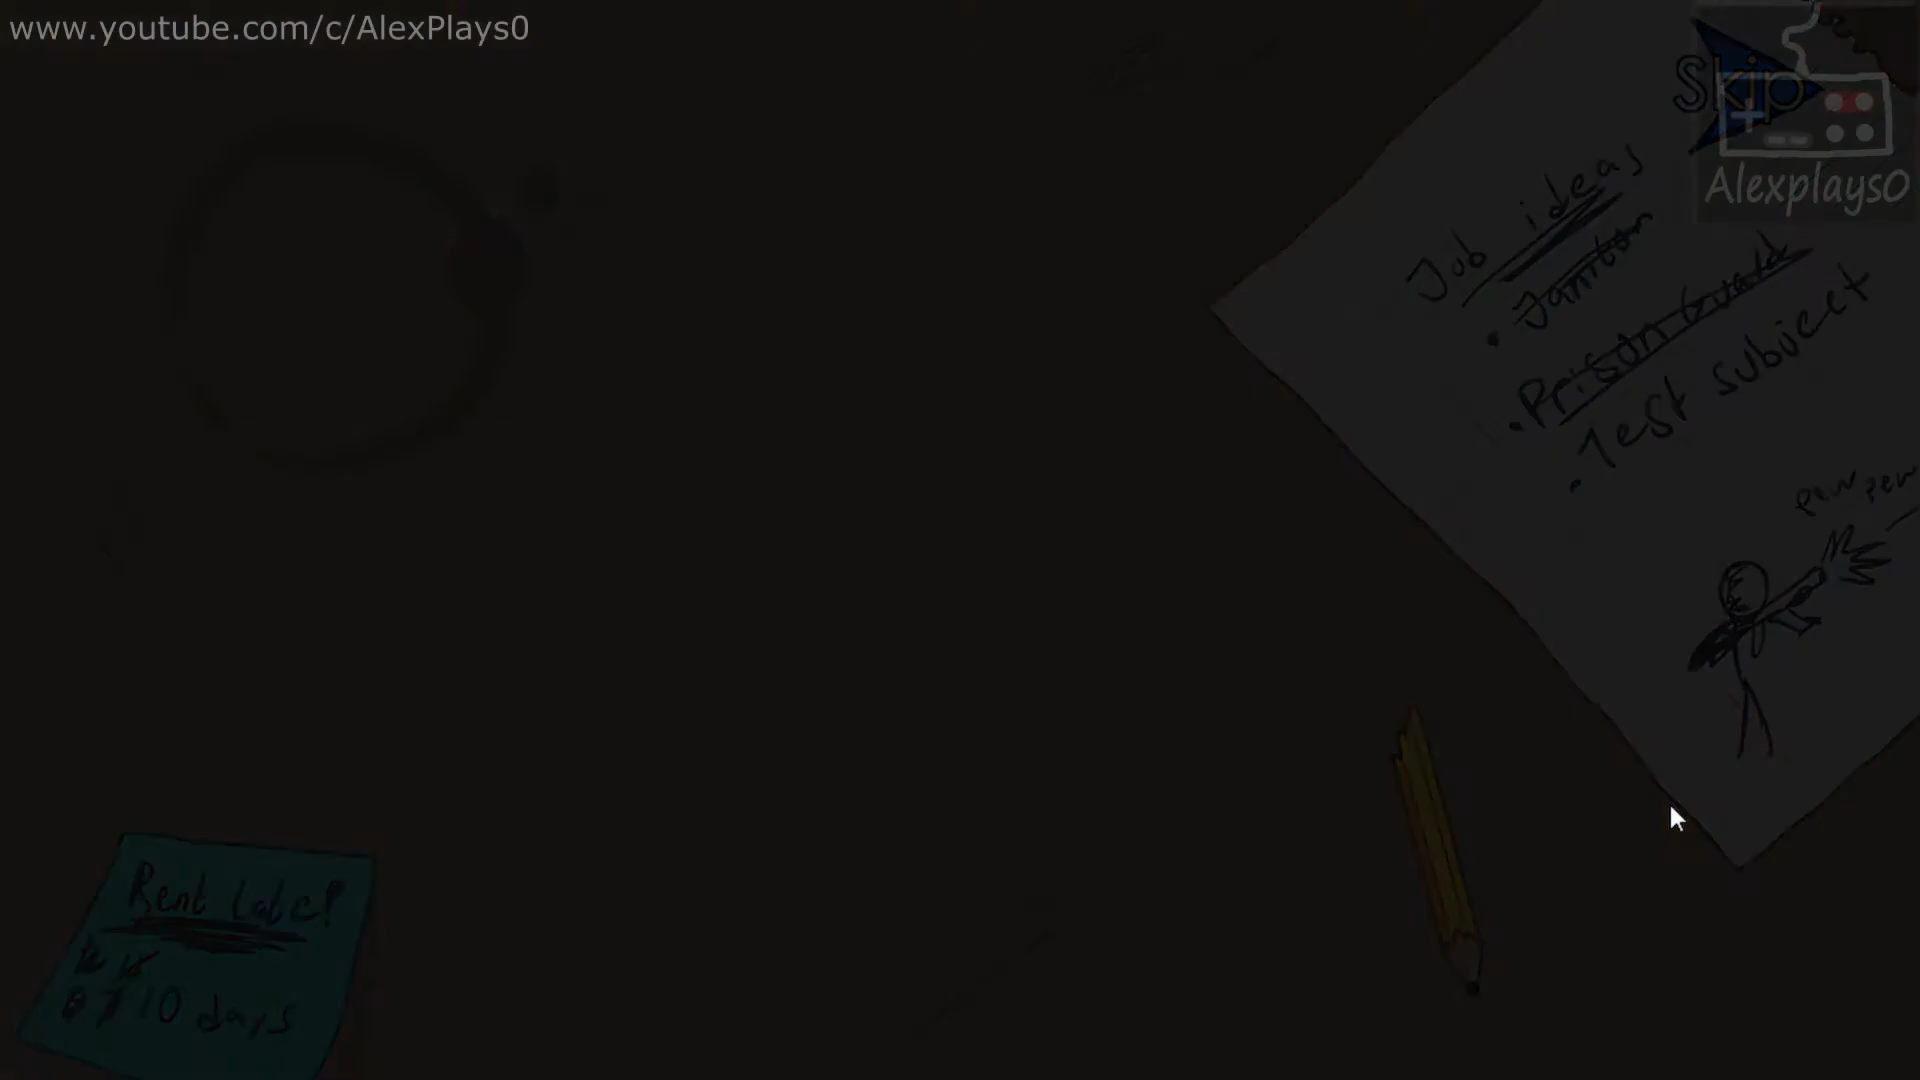 www.youtube.com/c/AlexPlays0
Skip
Alexplays0
Job ideas
• Janitor
• Prison Guard
• Test subject
pew pew
Rent Late!
10 days